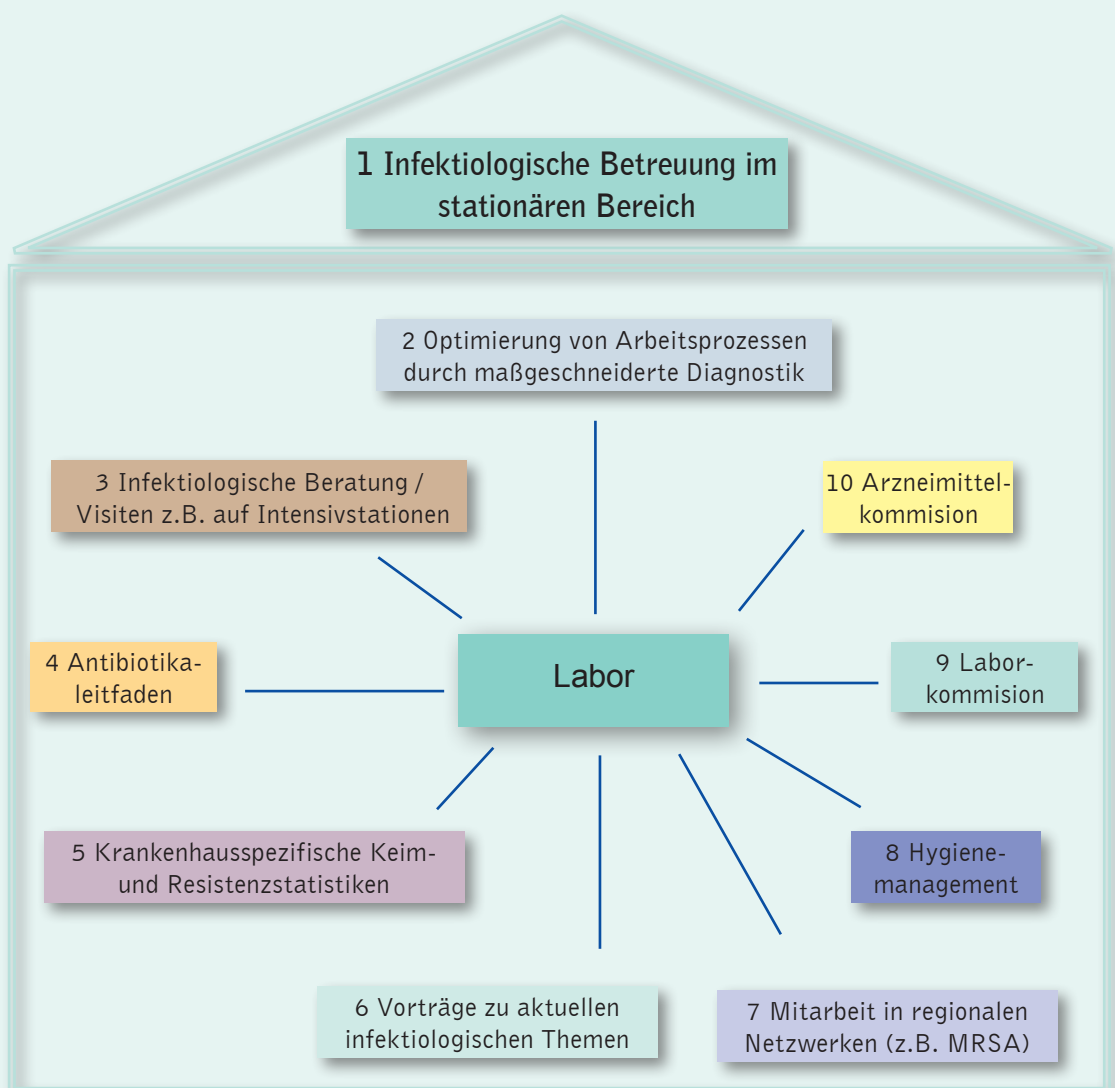 1 Infektiologische Betreuung im
stationären Bereich
2 Optimierung von Arbeitsprozessen
durch maßgeschneiderte Diagnostik
3 Infektiologische Beratung /
Visiten z.B. auf Intensivstationen
10 Arzneimittel-
kommision
4 Antibiotika-
leitfaden
Labor
9 Labor-
kommision
5 Krankenhausspezifische Keim-
und Resistenzstatistiken
8 Hygiene-
management
6 Vorträge zu aktuellen
infektiologischen Themen
7 Mitarbeit in regionalen
Netzwerken (z.B. MRSA)